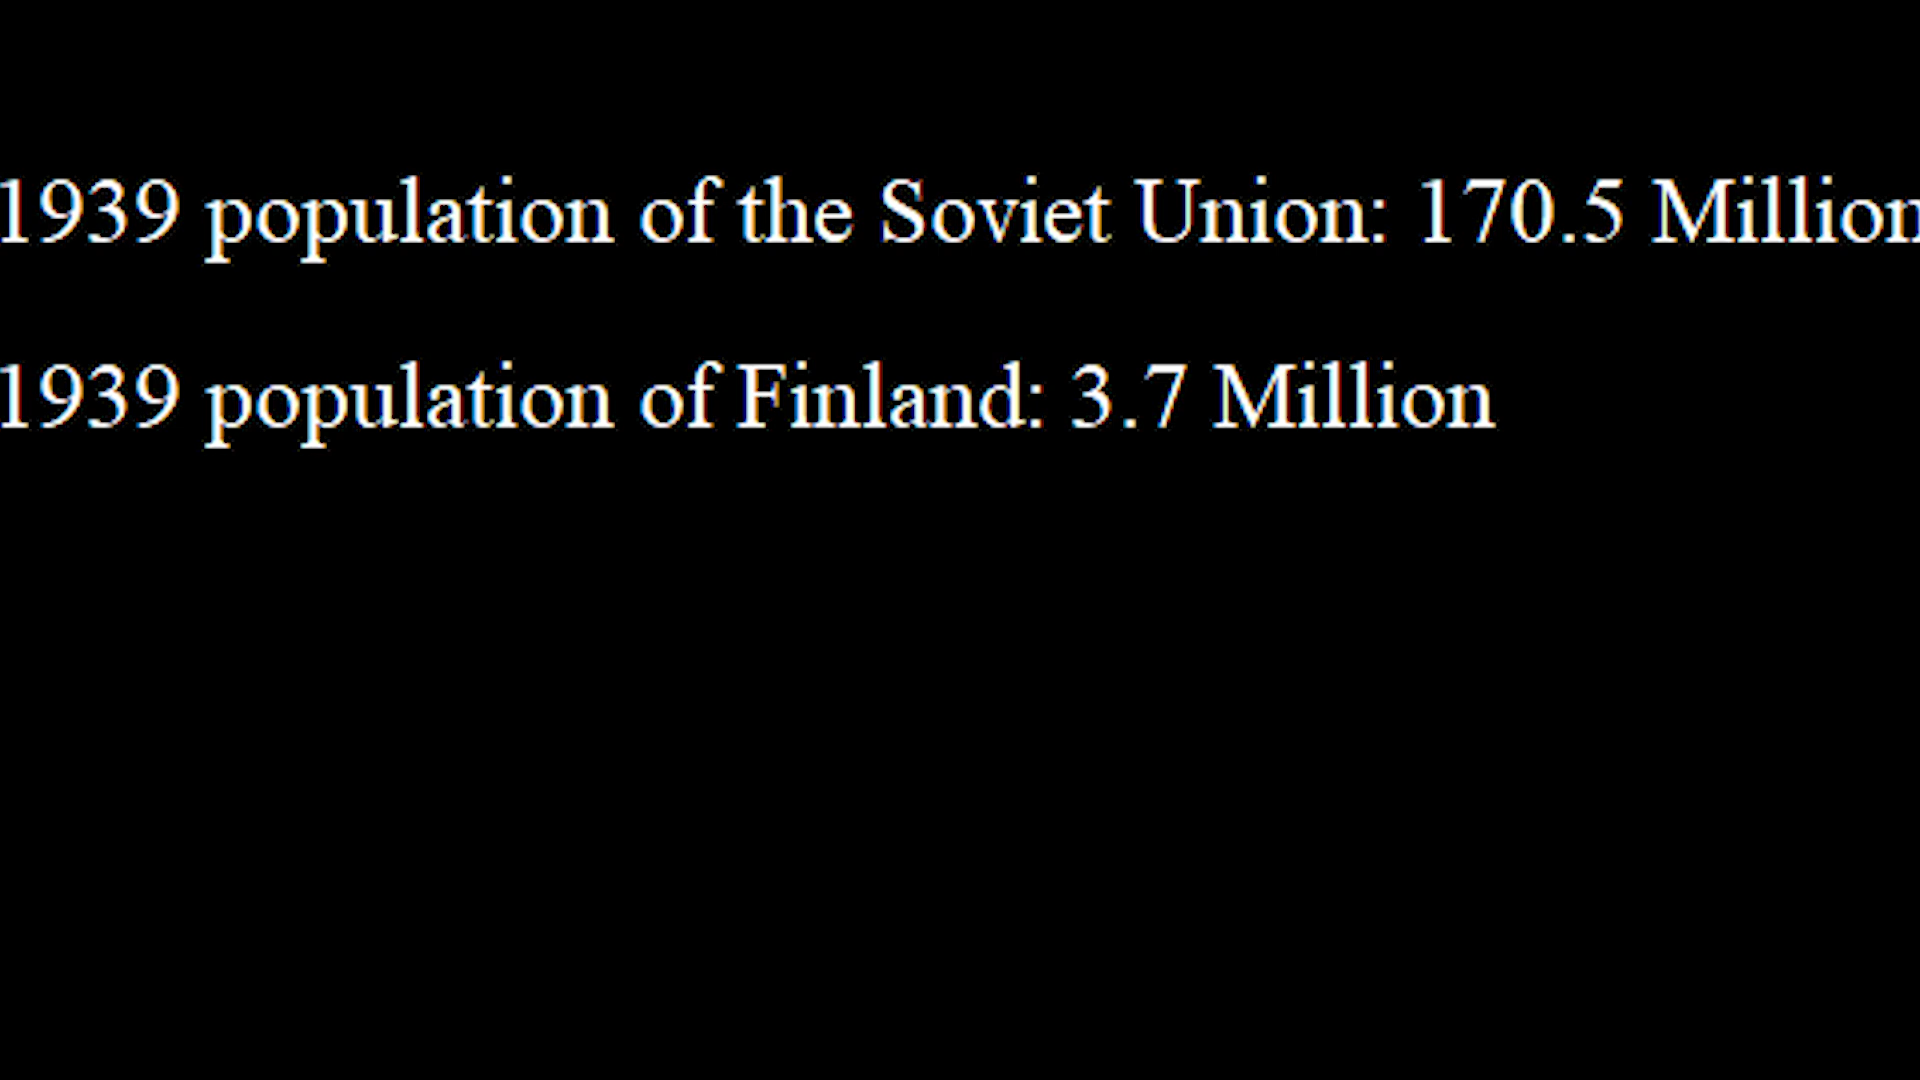 1939 population of the Soviet Union: 170.5 Million
1939 population of Finland: 3.7 Million